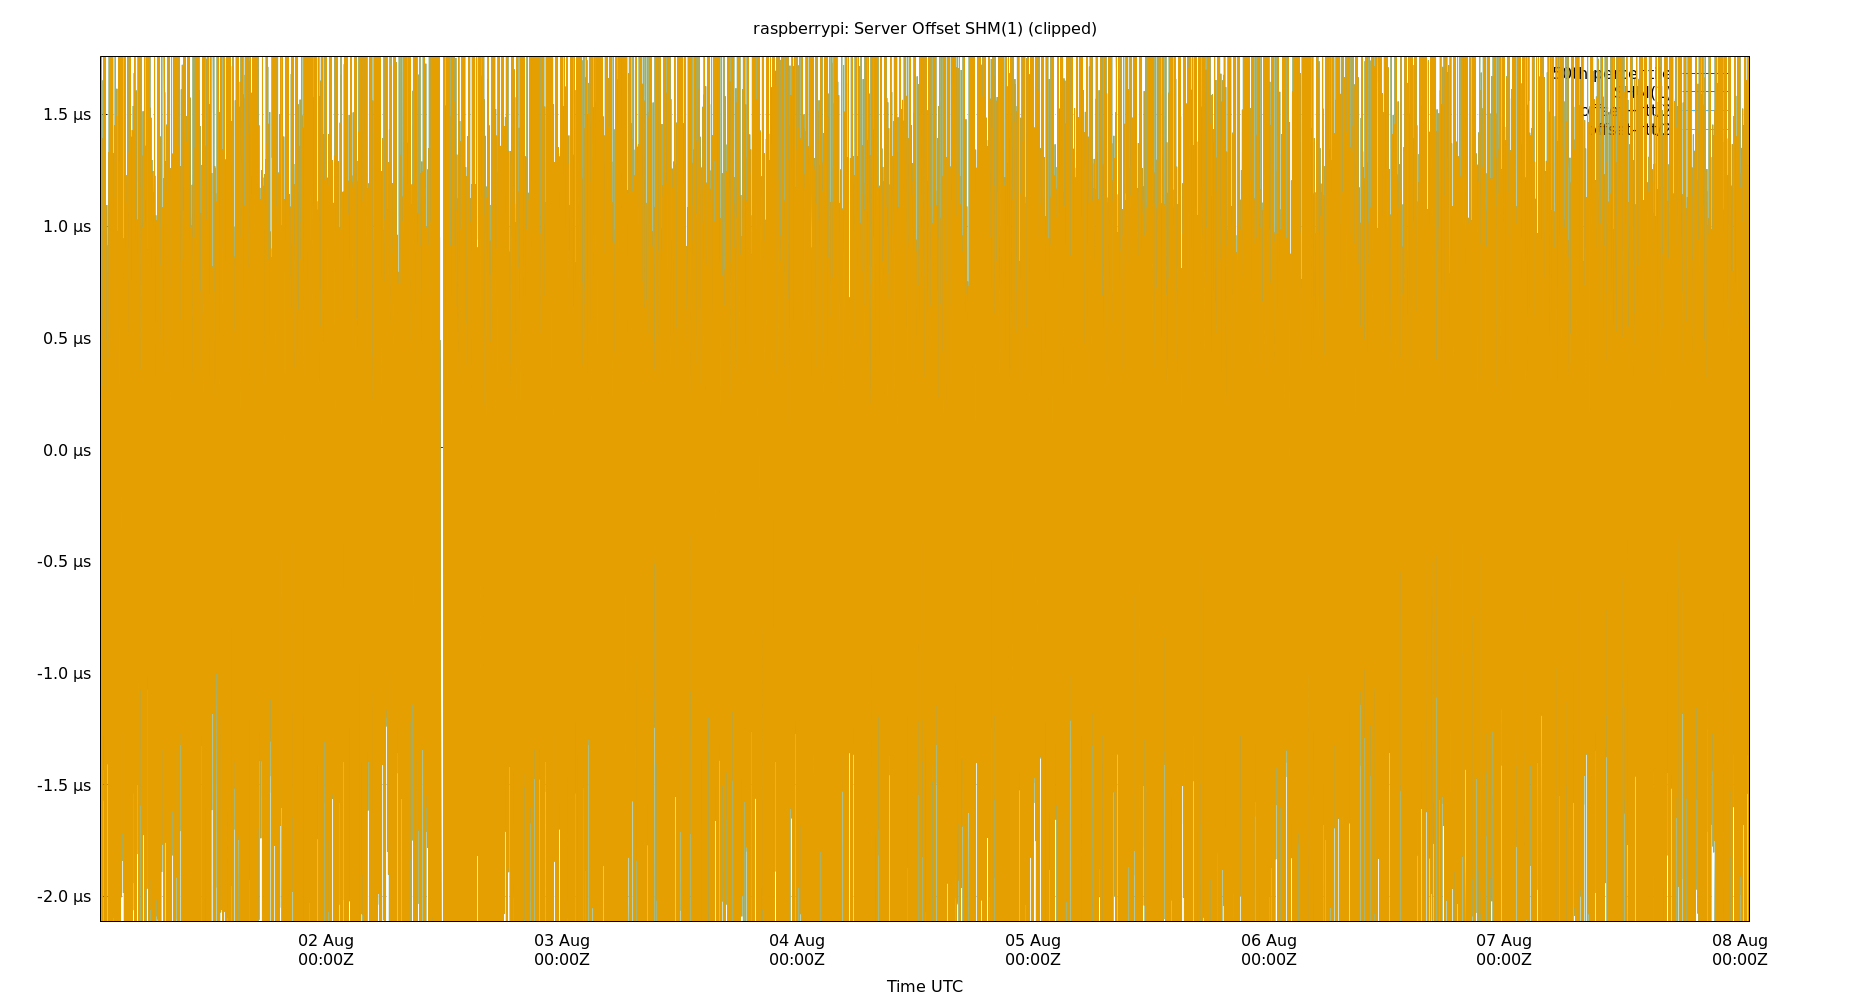 raspberrypi: Server Offset SHM(1) (clipped)
1.5 µs
1.0 µs
0.5 µs
0.0 µs
-0.5 µs
-1.0 µs
-1.5 µs
-2.0 µs
02 Aug 03 Aug 04 Aug 05 Aug 06 Aug 07 Aug 08 Aug
00:00Z 00:00Z 00:00Z 00:00Z 00:00Z 00:00Z 00:00Z
Time UTC